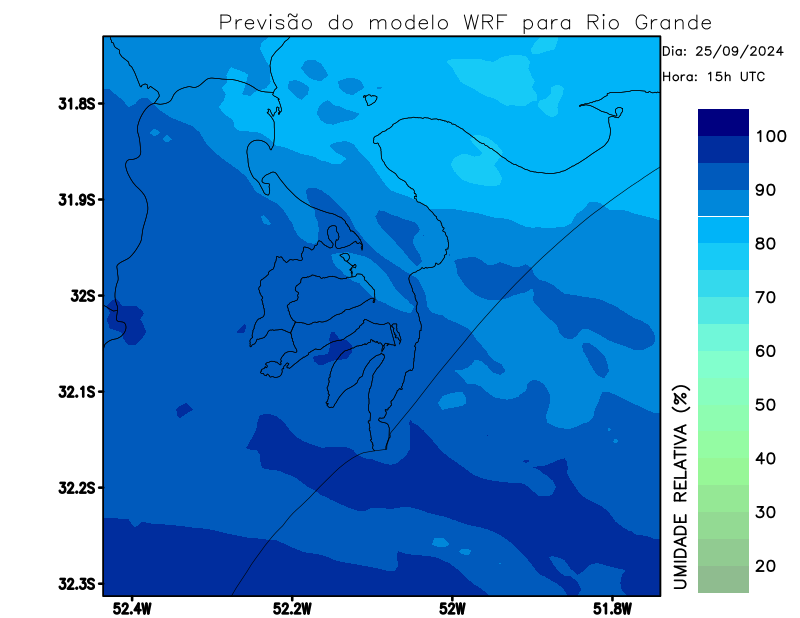 Previsão do modelo WRF para Rio Grande
Dia: 25/09/2024
Hora: 15h UTC
31.8S
31.9S
32S
32.1S
32.2S
32.3S
52.4W
52.2W
52W
51.8W
UMIDADE RELATIVA (%)
100
90
80
70
60
50
40
30
20